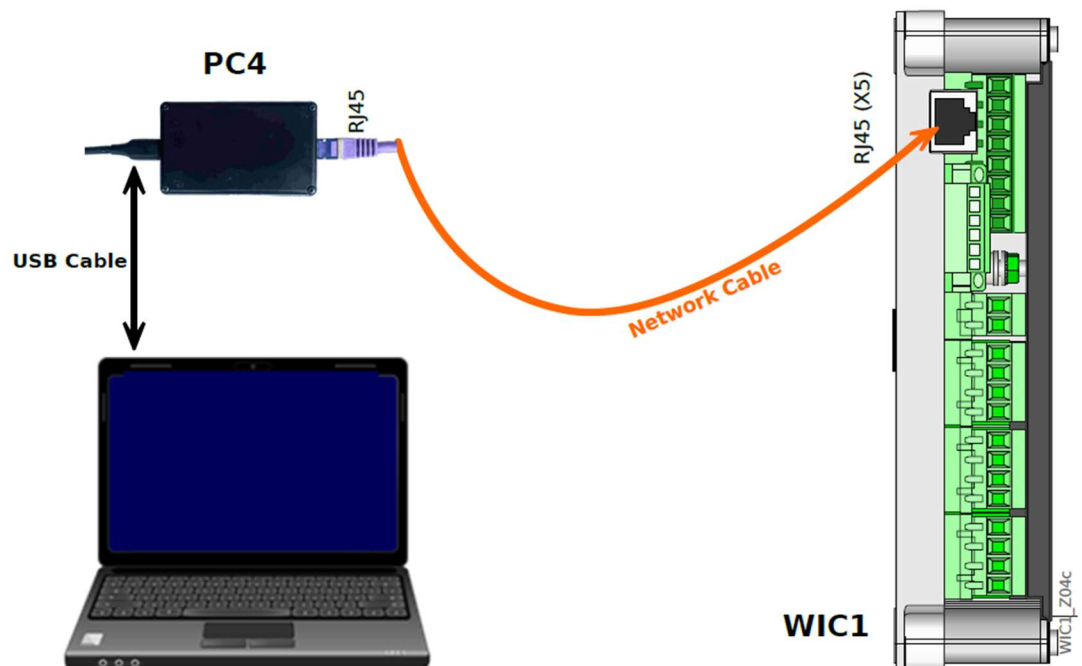 PC4
RJ45
RJ45 (X5)
USB Cable
Network Cable
WIC1
WIC1_Z04c